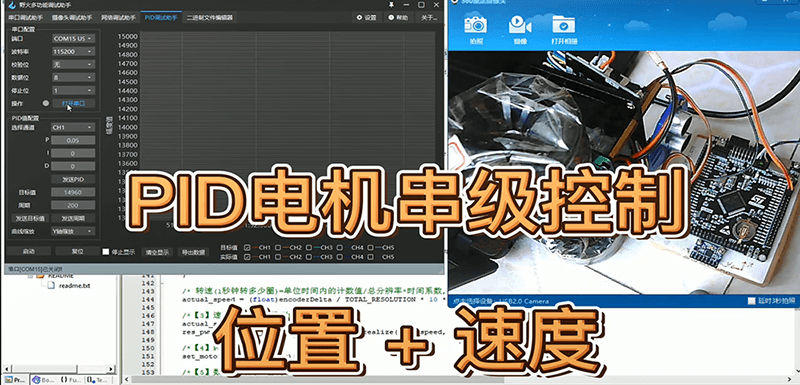 野火多功能调试助手
串口调试助手 摄像头调试助手 网络调试助手 PID调试助手 二进制文件编辑器 设置 帮助 关于..
串口配置
端口 COM15 US
波特率 115200
校验位 无
数据位 8
停止位 1
操作 打开串口
PID值配置
选择通道 CH1
P 0.05
I 0
D 0
发送PID
目标值 14960
周期 200
发送目标值 发送周期
曲线缩放 Y轴缩放
启动 复位 停止显示 清空显示 导出数据
目标值 CH1 CH2 CH3 CH4 CH5
实际值 CH1 CH2 CH3 CH4 CH5
串口[COM15]已关闭!
15000
14900
14800
14700
14600
14500
14400
14300
14200
14100
14000
13900
13800
13700
13600
13500
幅度值
拍照 摄像 打开相册
PID电机串级控制
位置 + 速度
README
readme.txt
142
143
144
145
146
147
/* 转速(1秒钟转多少圈)=单位时间内的计数值/总分辨率*时间系数,
actual_speed = (float)encoderDelta / TOTAL_RESOLUTION * 10
/*【3】速
res_pw
ealize(
speed,
set_moto
/*【5】
USB2.0 Camera
延时3秒拍照
Pr... Bo... {} Fu... Te...